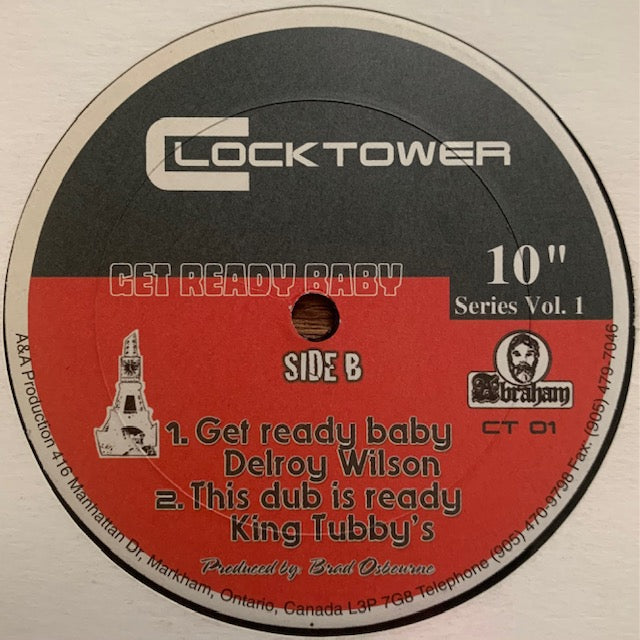 CLOCKTOWER
GET READY BABY
10"
Series Vol. 1
SIDE B
Abraham
CT 01
1. Get ready baby
Delroy Wilson
2. This dub is ready
King Tubby's
Produced by: Brad Osbourne
A&A Production 416 Manhattan Dr, Markham, Ontario, Canada L3P 7G8 Telephone (905) 470-9798 Fax: (905) 479-7046